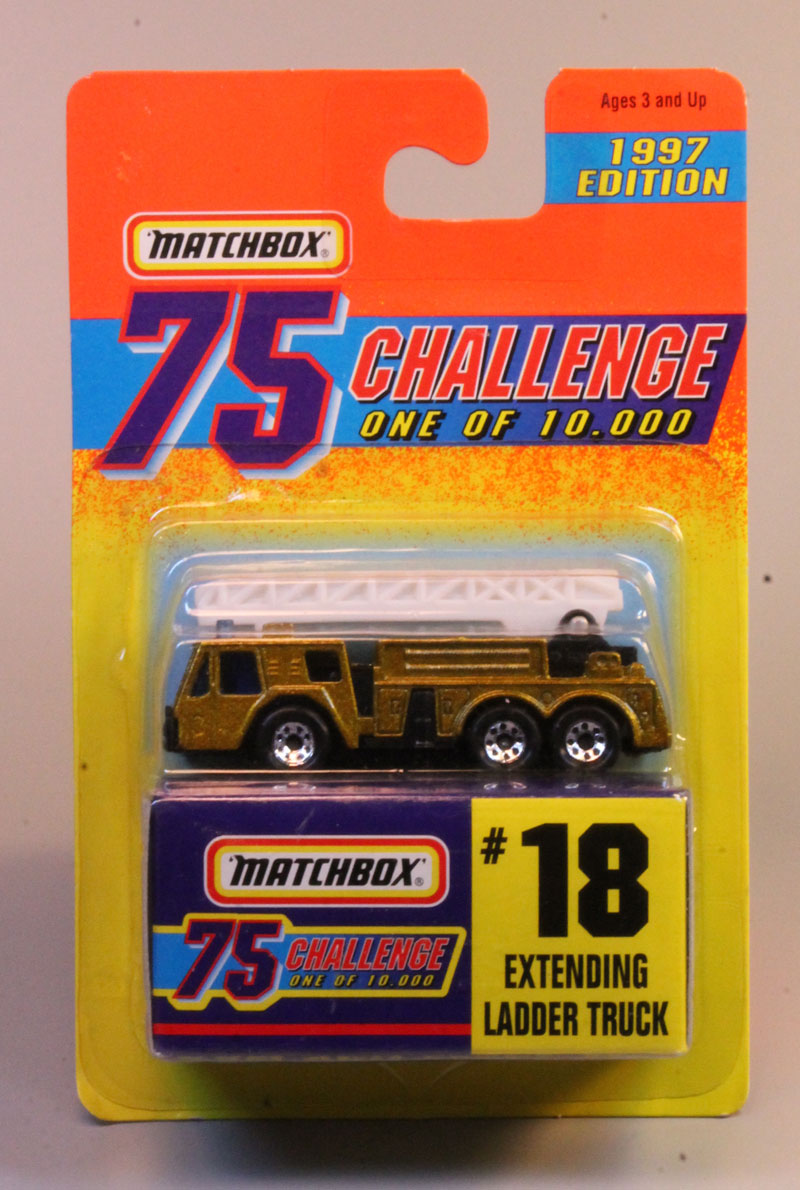 Ages 3 and Up
1997
EDITION
'MATCHBOX'®
75 CHALLENGE
ONE OF 10.000
'MATCHBOX'®
75 CHALLENGE
ONE OF 10.000
#18
EXTENDING
LADDER TRUCK